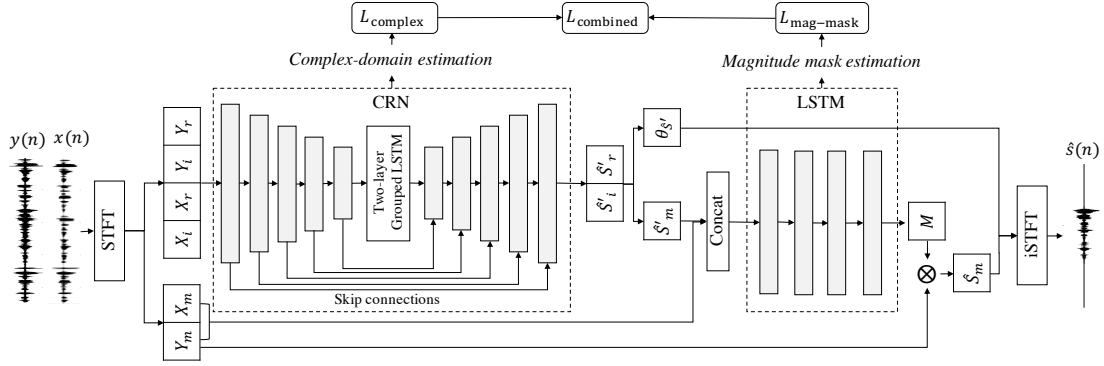 L_complex
L_combined
L_mag−mask
Complex-domain estimation
Magnitude mask estimation
CRN
LSTM
y(n)
x(n)
ŝ(n)
STFT
Y_r
Y_i
X_r
X_i
Two-layer
Grouped LSTM
Ŝ′_r
Ŝ′_i
θ_Ŝ′
Ŝ′_m
Concat
M
⊗
Ŝ_m
iSTFT
Skip connections
X_m
Y_m